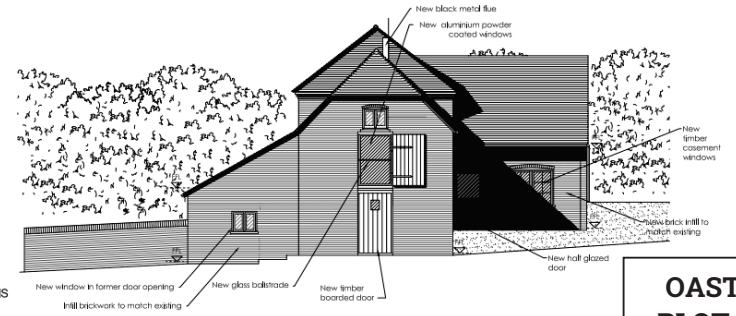 New black metal flue
New aluminium powder
coated windows
New
timber
casement
windows
New brick infill to
match existing
New half glazed
door
New window in former door opening
Infill brickwork to match existing
New glass balistrade
New timber
boarded door
FFL
OAST